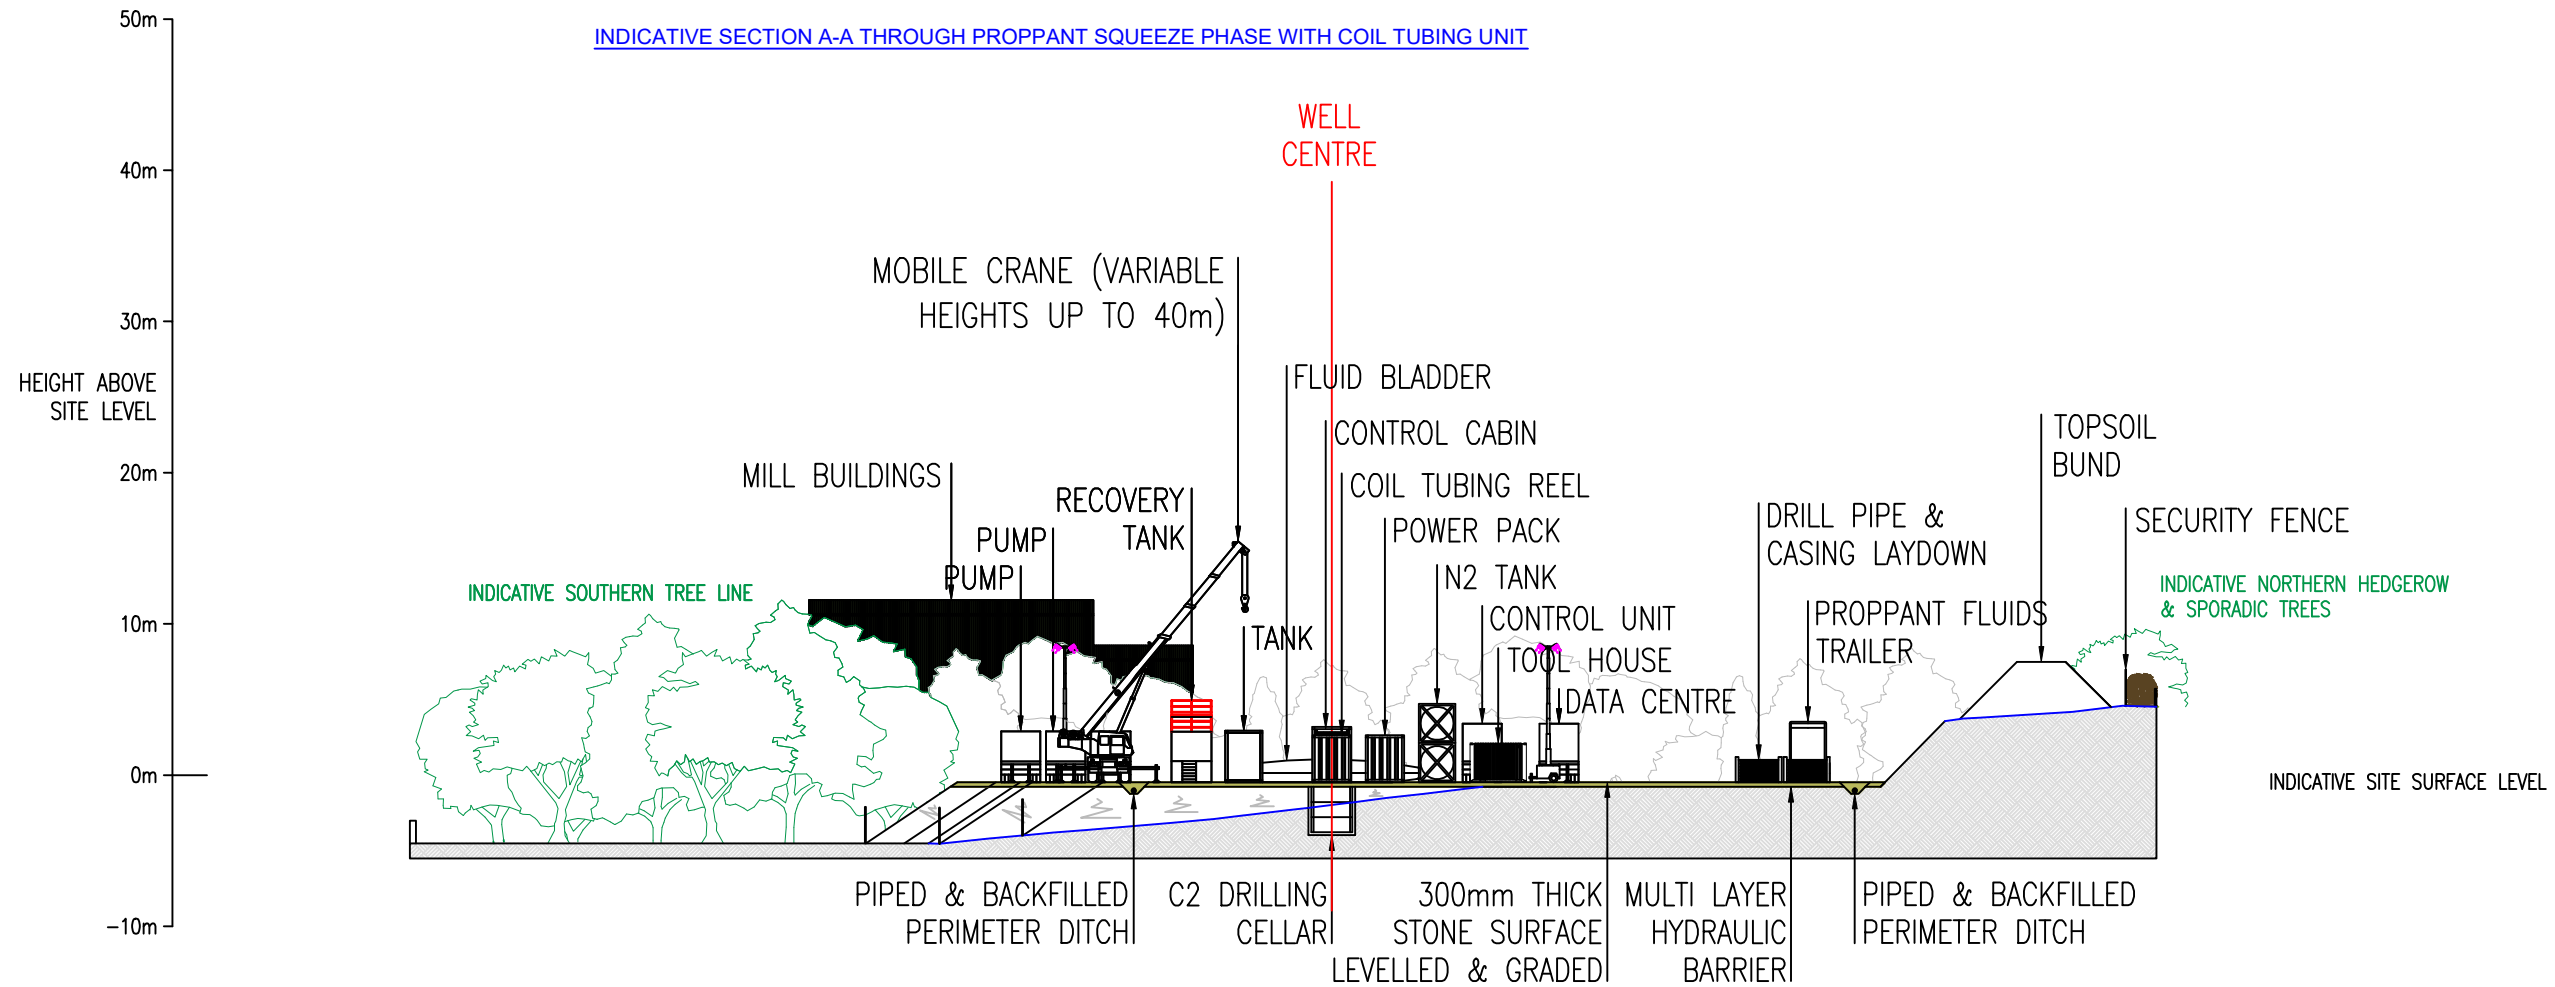 INDICATIVE SECTION A-A THROUGH PROPPANT SQUEEZE PHASE WITH COIL TUBING UNIT
50m
40m
30m
HEIGHT ABOVE
SITE LEVEL
20m
10m
0m
-10m
WELL
CENTRE
MOBILE CRANE (VARIABLE
HEIGHTS UP TO 40m)
FLUID BLADDER
CONTROL CABIN
COIL TUBING REEL
POWER PACK
N2 TANK
CONTROL UNIT
TOOL HOUSE
DATA CENTRE
MILL BUILDINGS
RECOVERY
TANK
PUMP
PUMP
TANK
INDICATIVE SOUTHERN TREE LINE
DRILL PIPE &
CASING LAYDOWN
PROPPANT FLUIDS
TRAILER
TOPSOIL
BUND
SECURITY FENCE
INDICATIVE NORTHERN HEDGEROW
& SPORADIC TREES
INDICATIVE SITE SURFACE LEVEL
PIPED & BACKFILLED
PERIMETER DITCH
C2 DRILLING
CELLAR
300mm THICK
STONE SURFACE
LEVELLED & GRADED
MULTI LAYER
HYDRAULIC
BARRIER
PIPED & BACKFILLED
PERIMETER DITCH